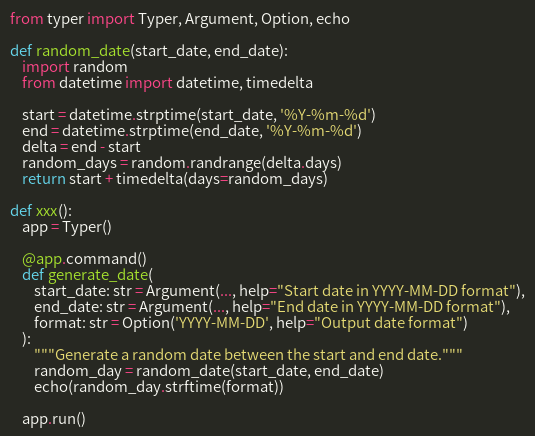 from typer import Typer, Argument, Option, echo

def random_date(start_date, end_date):
    import random
    from datetime import datetime, timedelta

    start = datetime.strptime(start_date, '%Y-%m-%d')
    end = datetime.strptime(end_date, '%Y-%m-%d')
    delta = end - start
    random_days = random.randrange(delta.days)
    return start + timedelta(days=random_days)

def xxx():
    app = Typer()

    @app.command()
    def generate_date(
        start_date: str = Argument(..., help="Start date in YYYY-MM-DD format"),
        end_date: str = Argument(..., help="End date in YYYY-MM-DD format"),
        format: str = Option('YYYY-MM-DD', help="Output date format")
    ):
        """Generate a random date between the start and end date."""
        random_day = random_date(start_date, end_date)
        echo(random_day.strftime(format))

    app.run()